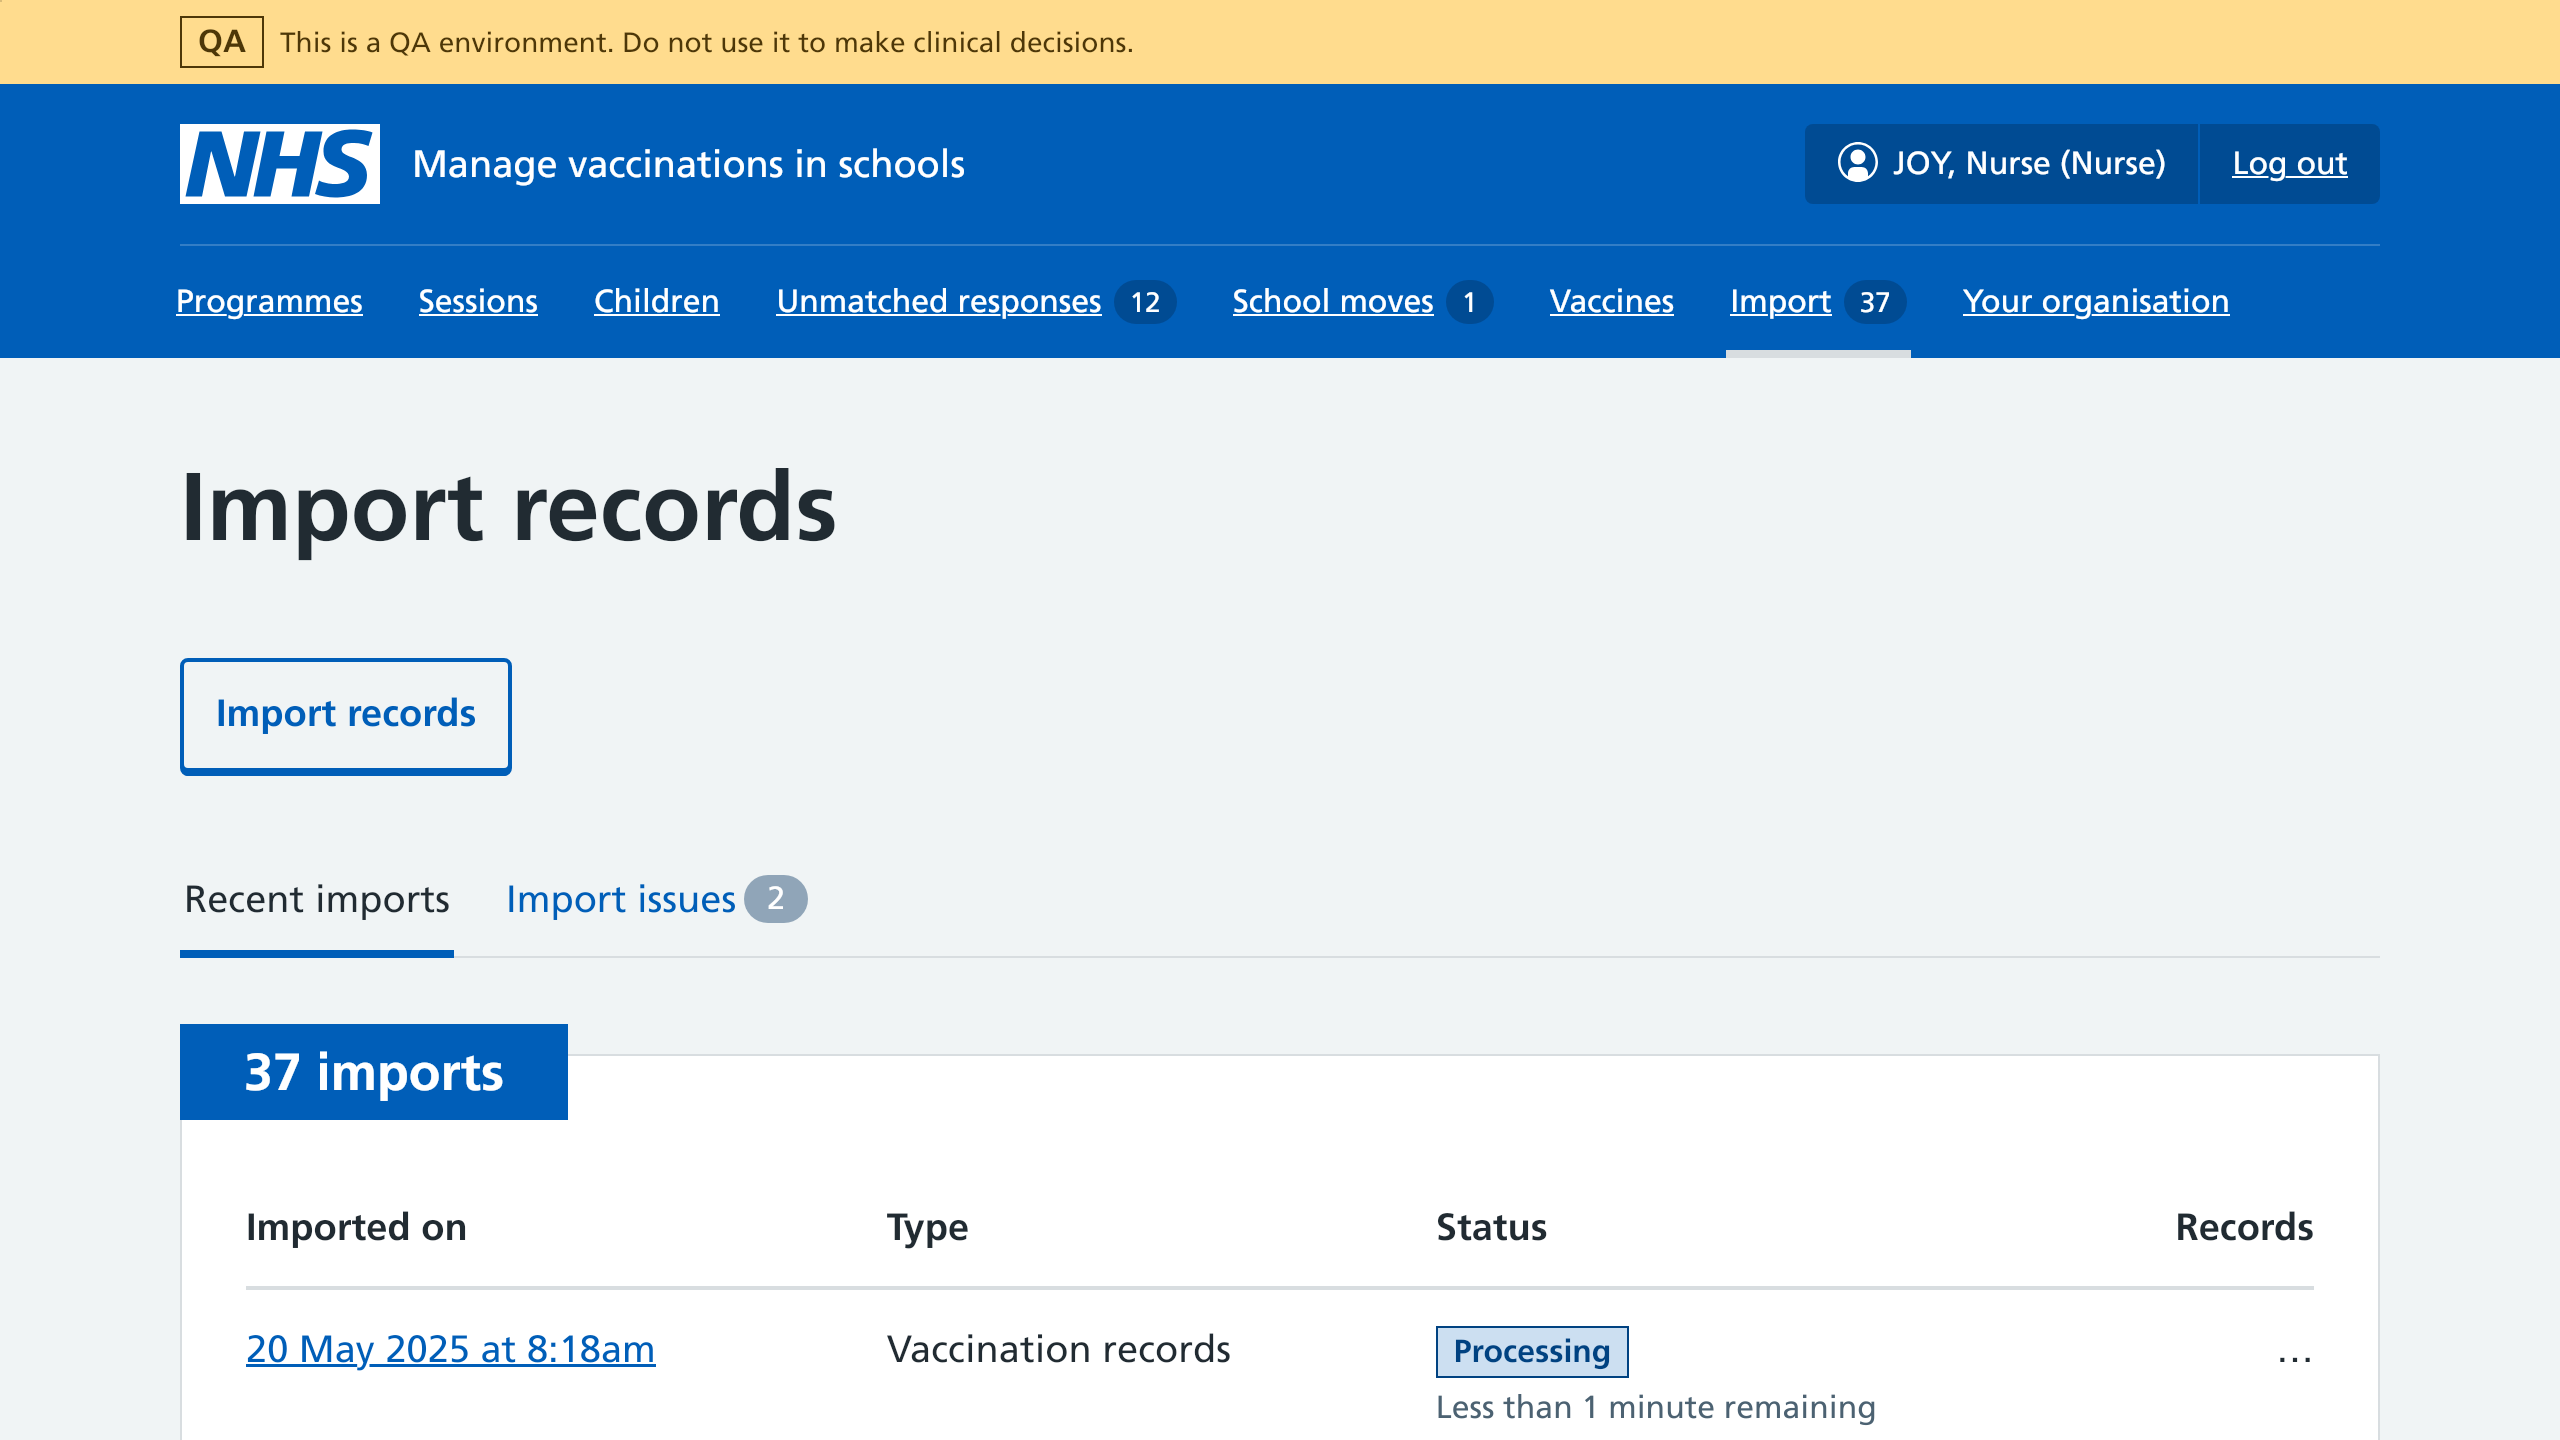 QA This is a QA environment. Do not use it to make clinical decisions.
NHS Manage vaccinations in schools JOY, Nurse (Nurse) Log out
Programmes Sessions Children Unmatched responses 12 School moves 1 Vaccines Import 37 Your organisation
Import records
Import records
Recent imports Import issues 2
37 imports
Imported on Type Status Records
20 May 2025 at 8:18am Vaccination records Processing ...
Less than 1 minute remaining